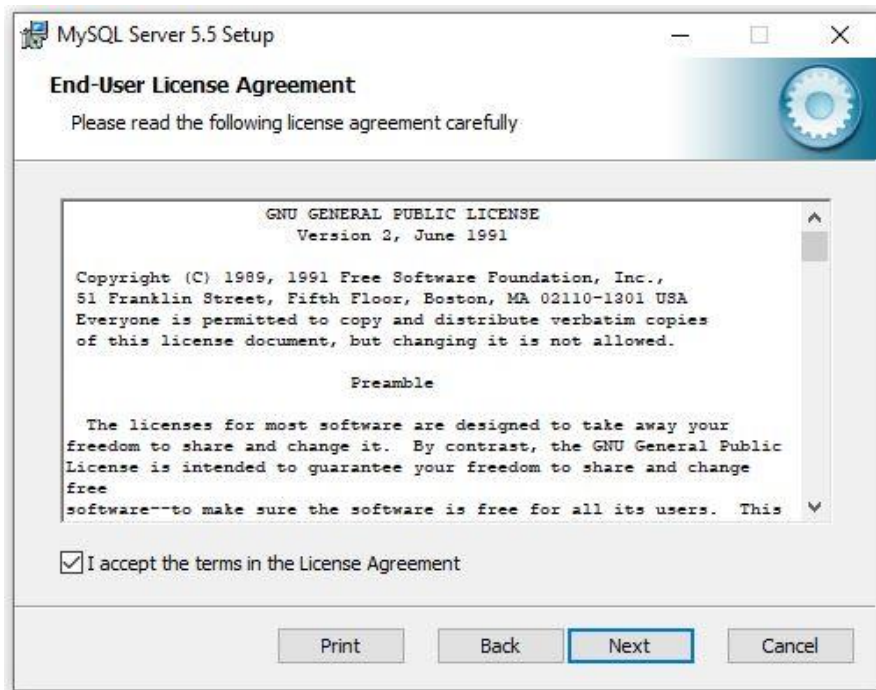 MySQL Server 5.5 Setup
End-User License Agreement
Please read the following license agreement carefully
GNU GENERAL PUBLIC LICENSE
Version 2, June 1991
Copyright (C) 1989, 1991 Free Software Foundation, Inc.,
51 Franklin Street, Fifth Floor, Boston, MA 02110-1301 USA
Everyone is permitted to copy and distribute verbatim copies
of this license document, but changing it is not allowed.
Preamble
The licenses for most software are designed to take away your
freedom to share and change it. By contrast, the GNU General Public
License is intended to guarantee your freedom to share and change
free
software--to make sure the software is free for all its users. This
I accept the terms in the License Agreement
Print Back Next Cancel